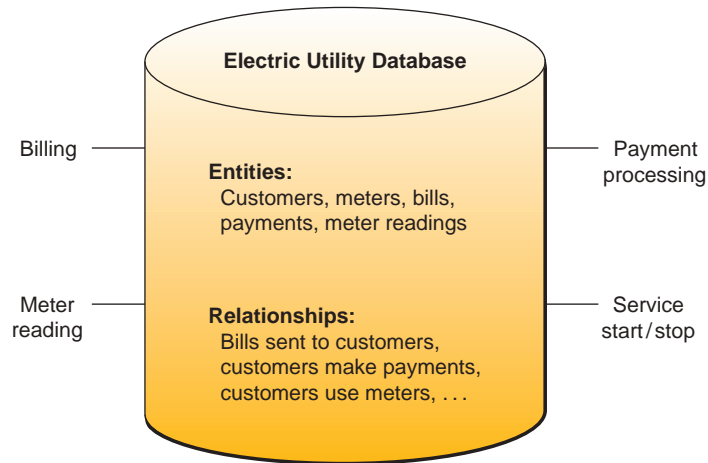 Electric Utility Database
Billing
Payment
processing
Entities:
Customers, meters, bills,
payments, meter readings
Meter
reading
Service
start/stop
Relationships:
Bills sent to customers,
customers make payments,
customers use meters, . . .